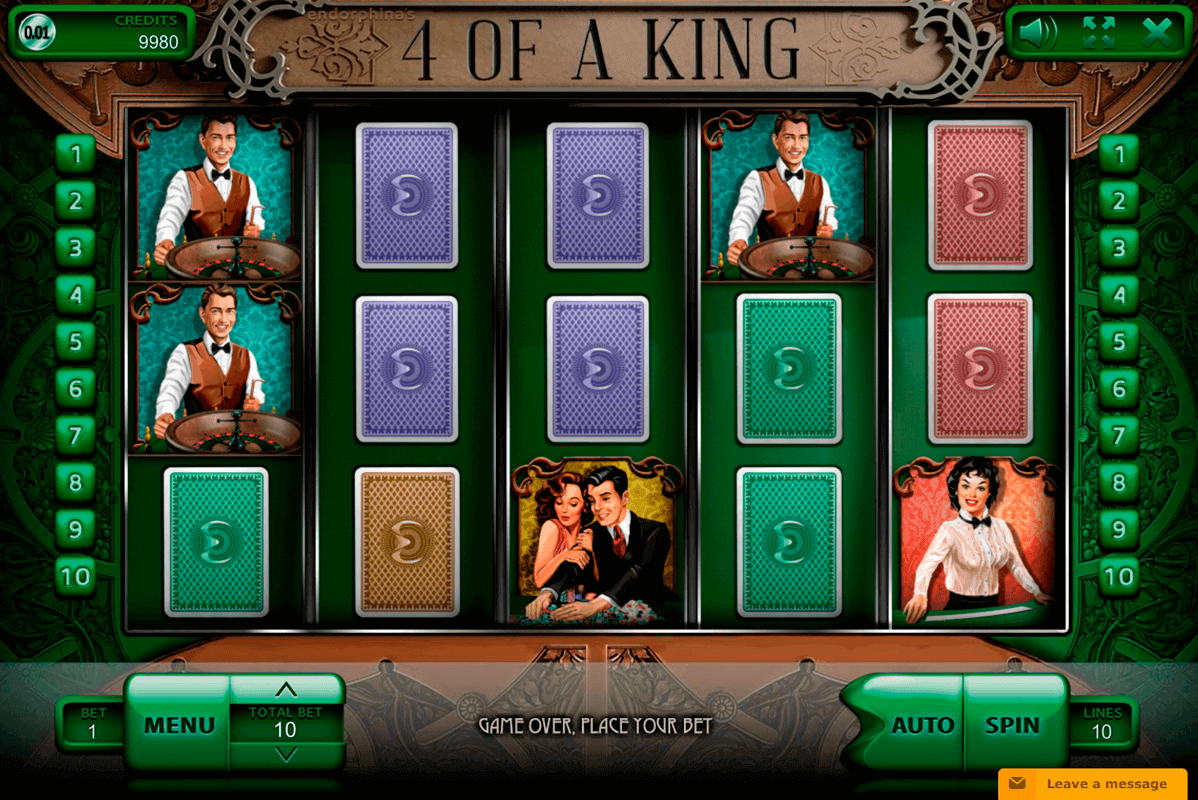 0.01
CREDITS
9980
endorphina's
4 OF A KING
1
2
3
4
5
6
7
8
9
10
1
2
3
4
5
6
7
8
9
10
BET
1
MENU
TOTAL BET
10
GAME OVER, PLACE YOUR BET
AUTO
SPIN
LINES
10
Leave a message